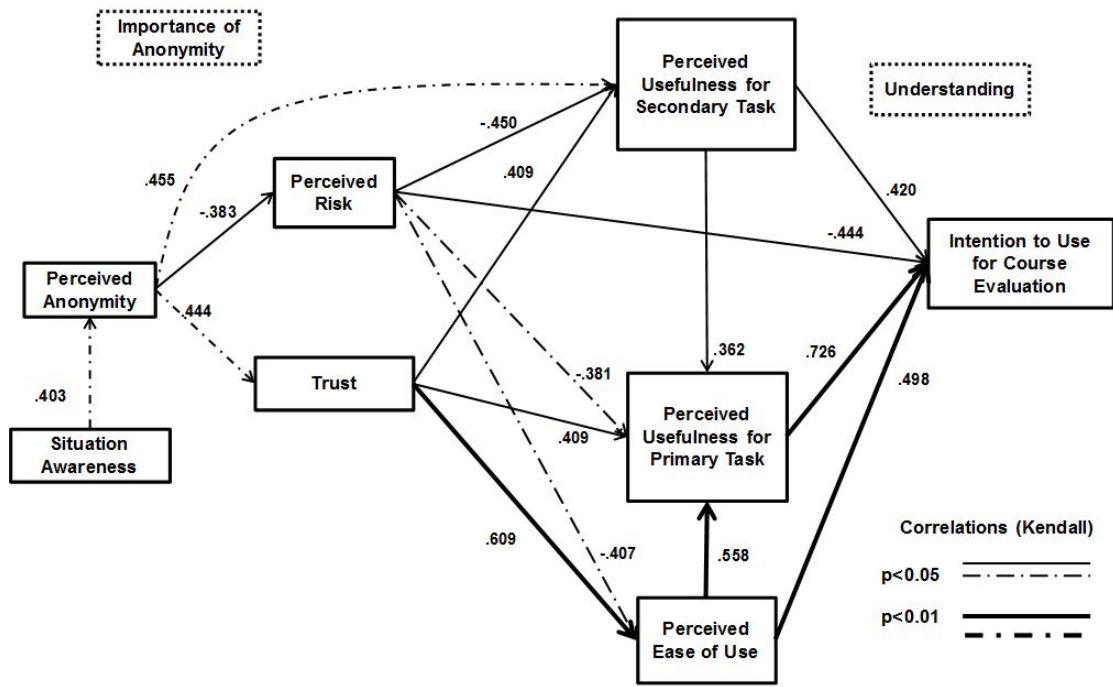 Importance of
Anonymity
Perceived
Usefulness for
Secondary Task
Understanding
-.450
.409
.455
Perceived
Risk
-.383
.420
-.444
Intention to Use
for Course
Evaluation
Perceived
Anonymity
.444
.362
.726
-.381
.498
Trust
.403
.409
Perceived
Usefulness for
Primary Task
Situation
Awareness
.609
-.407
.558
Correlations (Kendall)
p<0.05
p<0.01
Perceived
Ease of Use